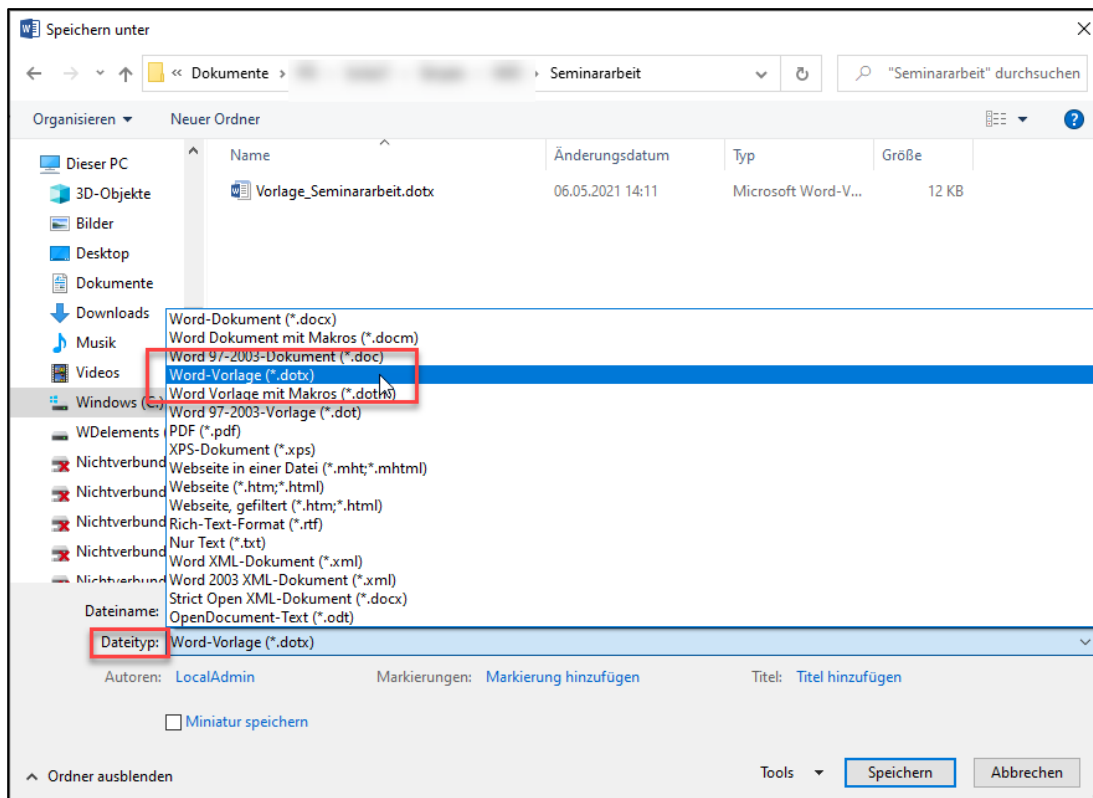 Speichern unter
« Dokumente › › Seminararbeit
"Seminararbeit" durchsuchen
Organisieren Neuer Ordner
Dieser PC
3D-Objekte
Bilder
Desktop
Dokumente
Downloads
Musik
Videos
Windows (C:)
WDelements
Nichtverbund
Nichtverbund
Nichtverbund
Nichtverbund
Nichtverbund
Name Änderungsdatum Typ Größe
Vorlage_Seminararbeit.dotx 06.05.2021 14:11 Microsoft Word-V... 12 KB
Word-Dokument (*.docx)
Word Dokument mit Makros (*.docm)
Word 97-2003-Dokument (*.doc)
Word-Vorlage (*.dotx)
Word Vorlage mit Makros (*.dotm)
Word 97-2003-Vorlage (*.dot)
PDF (*.pdf)
XPS-Dokument (*.xps)
Webseite in einer Datei (*.mht;*.mhtml)
Webseite (*.htm;*.html)
Webseite, gefiltert (*.htm;*.html)
Rich-Text-Format (*.rtf)
Nur Text (*.txt)
Word XML-Dokument (*.xml)
Word 2003 XML-Dokument (*.xml)
Strict Open XML-Dokument (*.docx)
OpenDocument-Text (*.odt)
Dateiname:
Dateityp: Word-Vorlage (*.dotx)
Autoren: LocalAdmin Markierungen: Markierung hinzufügen Titel: Titel hinzufügen
Miniatur speichern
Ordner ausblenden Tools Speichern Abbrechen